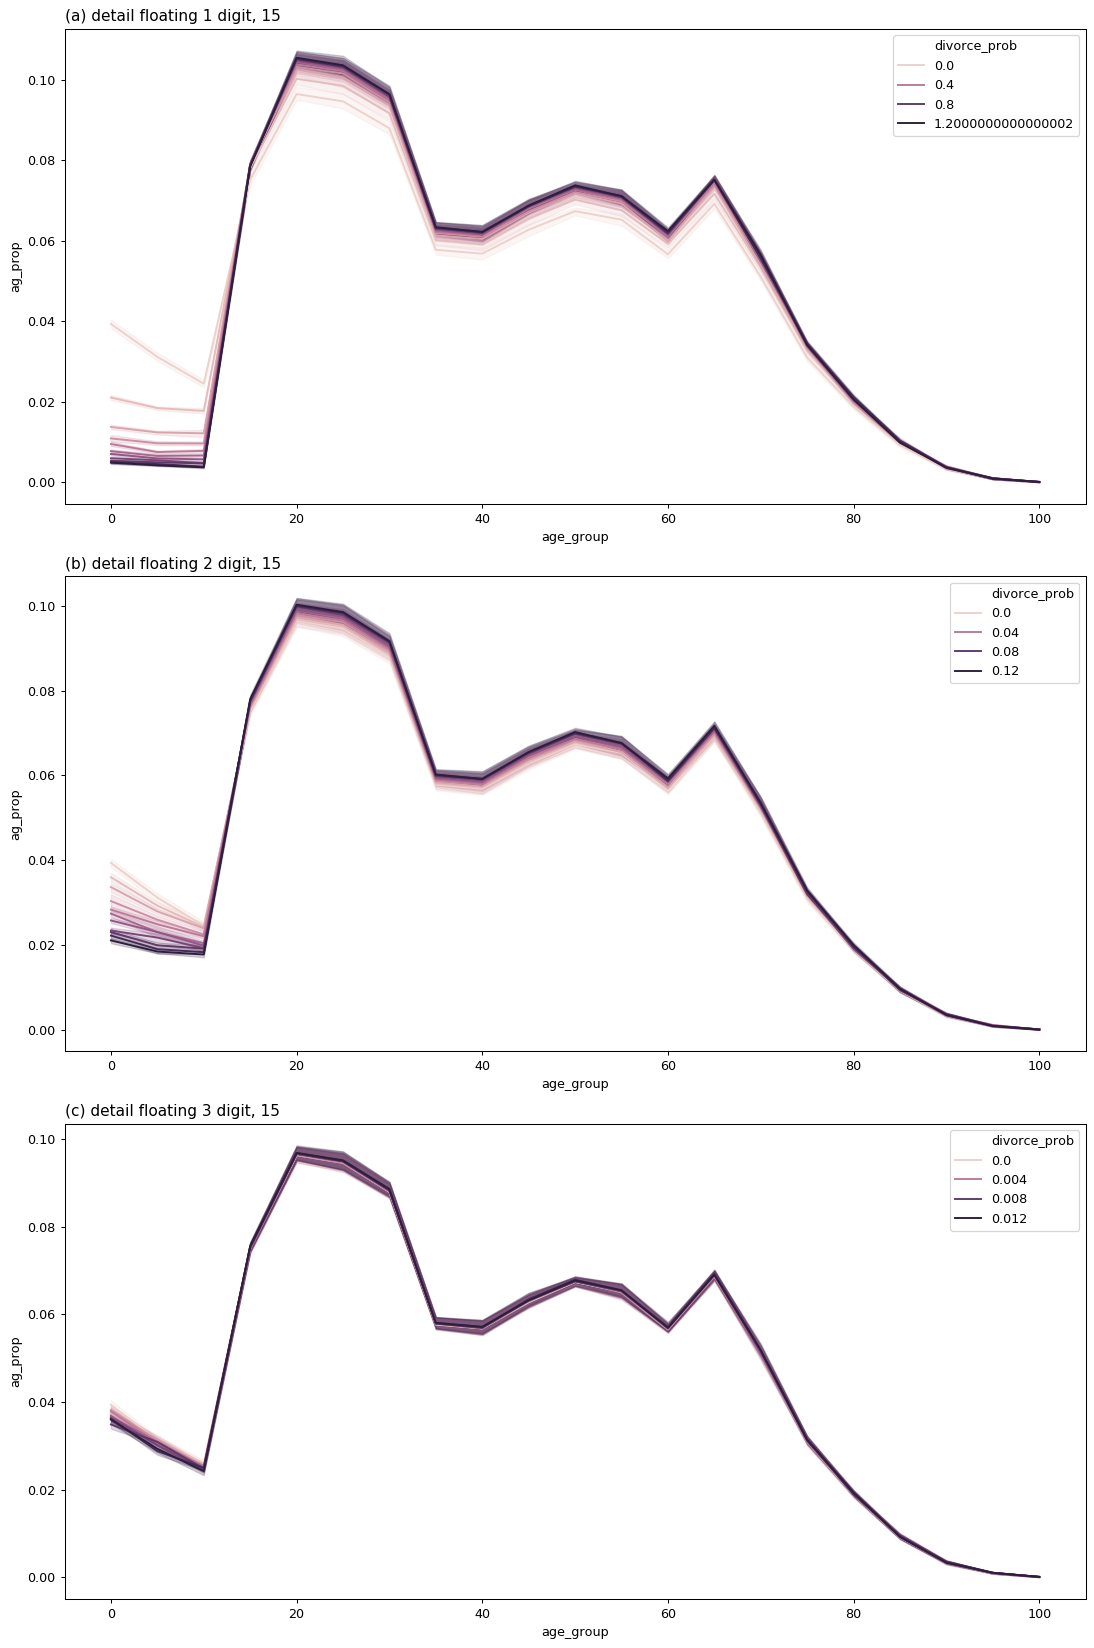 (a) detail floating 1 digit, 15
divorce_prob
0.0
0.4
0.8
1.2000000000000002
0.10
0.08
0.06
0.04
0.02
0.00
ag_prop
0 20 40 60 80 100
age_group
(b) detail floating 2 digit, 15
divorce_prob
0.0
0.04
0.08
0.12
0.10
0.08
0.06
0.04
0.02
0.00
ag_prop
0 20 40 60 80 100
age_group
(c) detail floating 3 digit, 15
divorce_prob
0.0
0.004
0.008
0.012
0.10
0.08
0.06
0.04
0.02
0.00
ag_prop
0 20 40 60 80 100
age_group